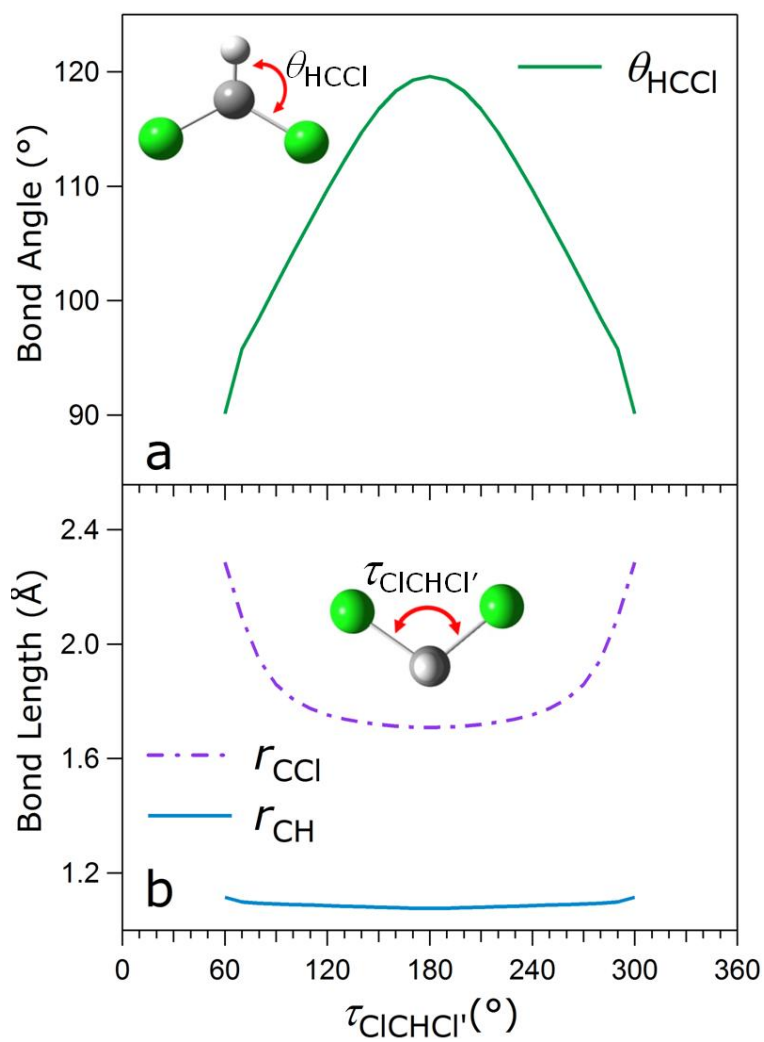 θHCCl
θHCCl
120
110
100
90
Bond Angle (°)
a
2.4
2.0
1.6
1.2
Bond Length (Å)
τClCHCl′
rCCl
rCH
b
0 60 120 180 240 300 360
τClCHCl'(°)